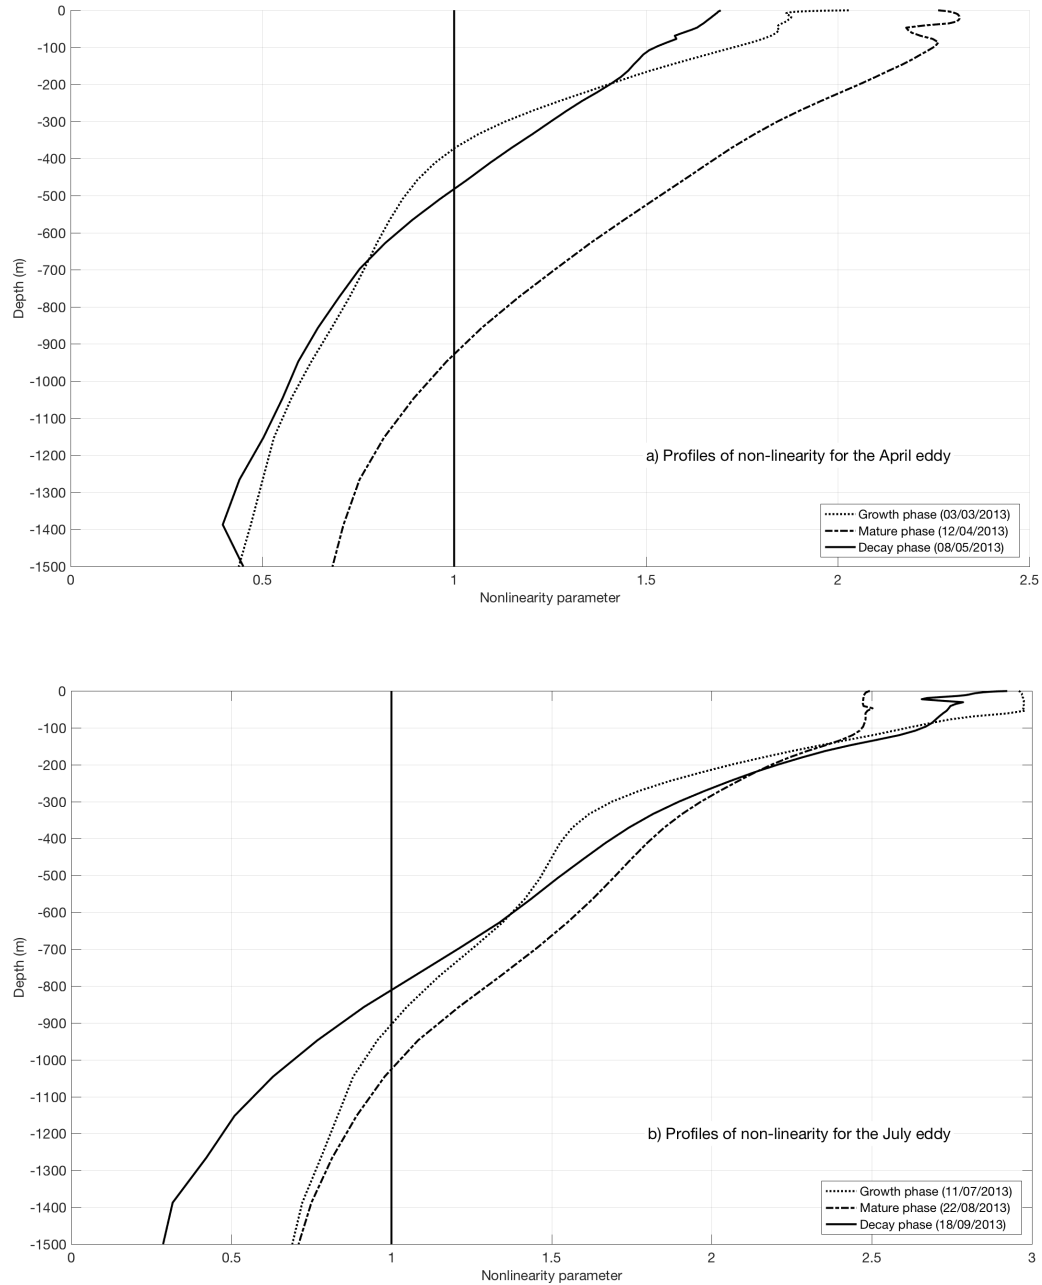 0
-100
-200
-300
-400
-500
-600
-700
-800
-900
-1000
-1100
-1200
-1300
-1400
-1500
Depth (m)
a) Profiles of non-linearity for the April eddy
Growth phase (03/03/2013)
Mature phase (12/04/2013)
Decay phase (08/05/2013)
0 0.5 1 1.5 2 2.5
Nonlinearity parameter
0
-100
-200
-300
-400
-500
-600
-700
-800
-900
-1000
-1100
-1200
-1300
-1400
-1500
Depth (m)
b) Profiles of non-linearity for the July eddy
Growth phase (11/07/2013)
Mature phase (22/08/2013)
Decay phase (18/09/2013)
0 0.5 1 1.5 2 2.5 3
Nonlinearity parameter